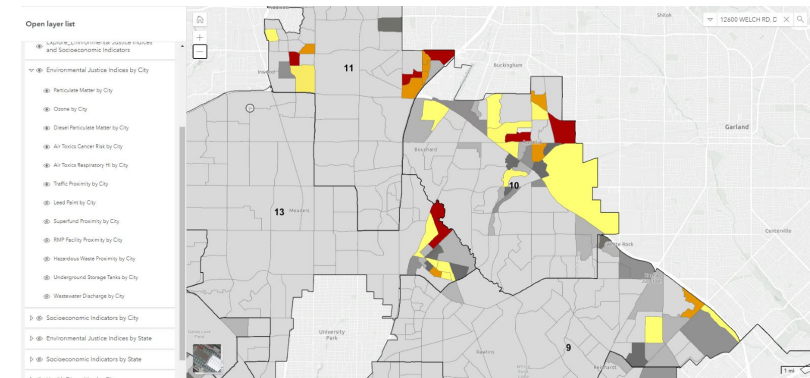 Open layer list
and Socioeconomic Indicators
Environmental Justice Indices by City
Particulate Matter by City
Ozone by City
Diesel Particulate Matter by City
Air Toxics Cancer Risk by City
Air Toxics Respiratory HI by City
Traffic Proximity by City
Lead Paint by City
Superfund Proximity by City
RMP Facility Proximity by City
Hazardous Waste Proximity by City
Underground Storage Tanks by City
Wastewater Discharge by City
Socioeconomic Indicators by City
Environmental Justice Indices by State
Socioeconomic Indicators by State
12600 WELCH RD, D
Shiloh
Buckingham
11
Garland
10
13
Meaders
Centerville
University
Park
9
1 mi